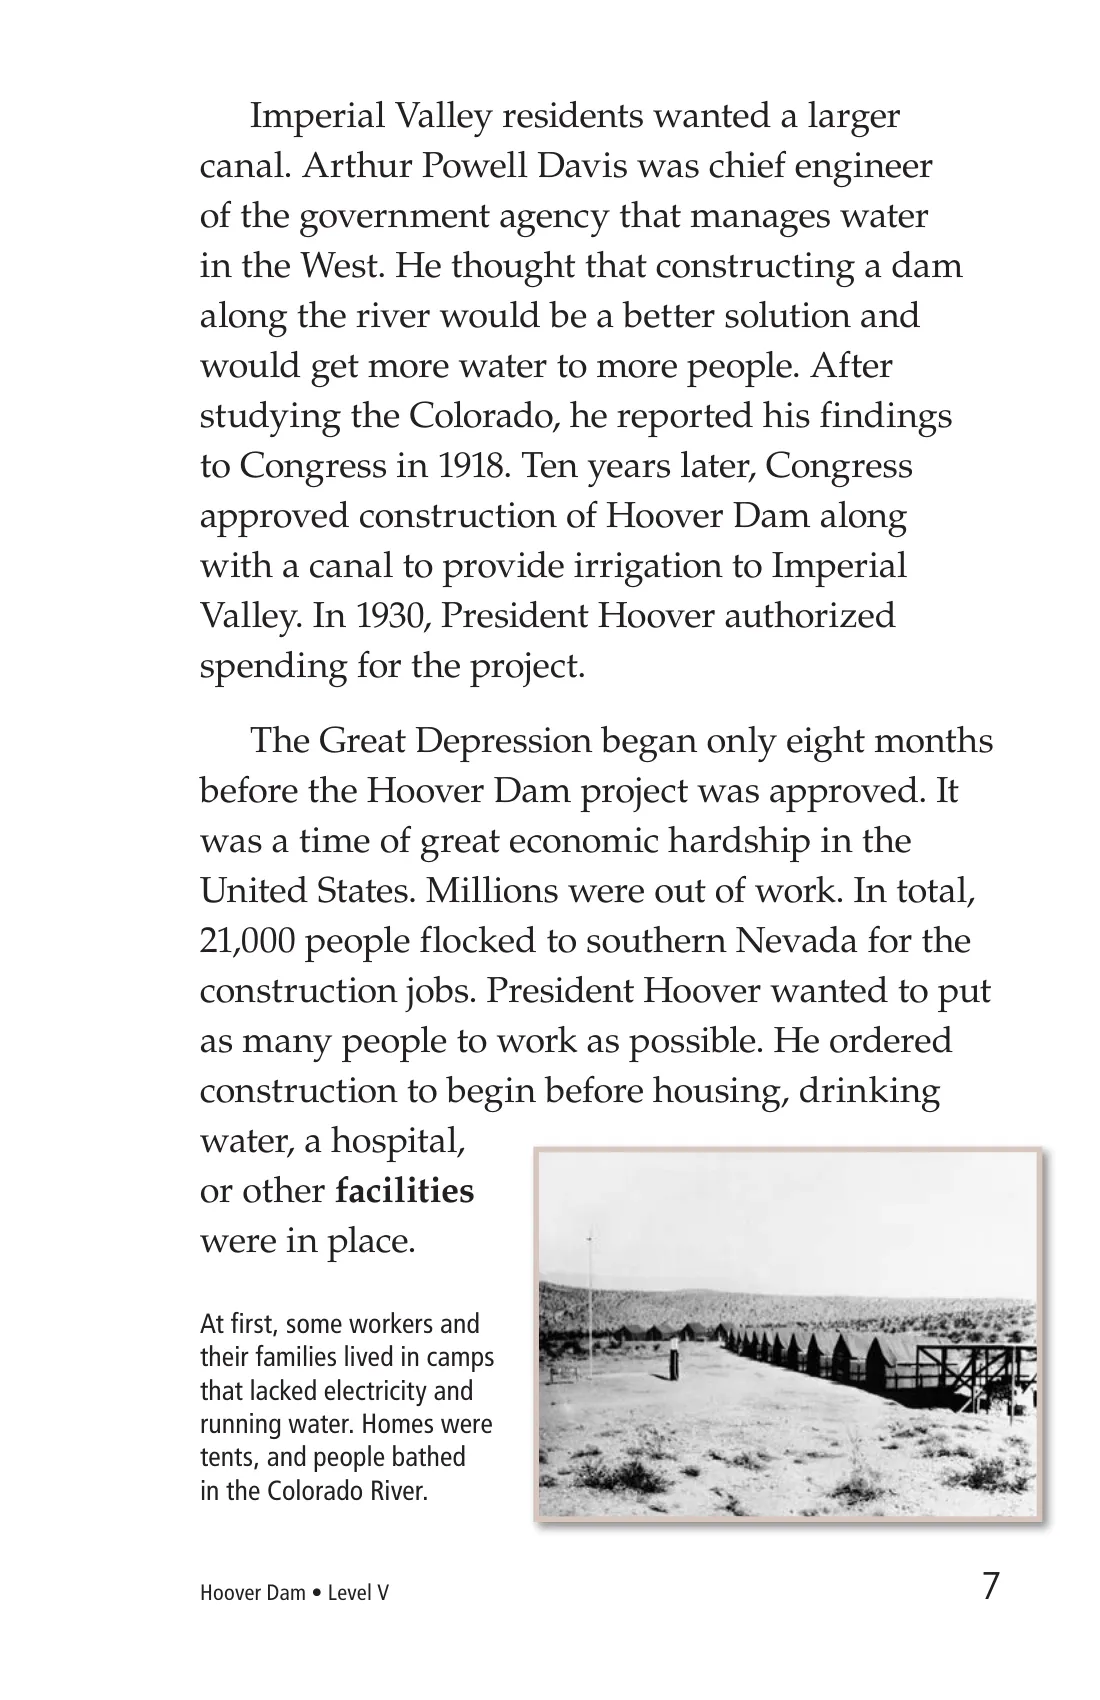 Imperial Valley residents wanted a larger
canal. Arthur Powell Davis was chief engineer
of the government agency that manages water
in the West. He thought that constructing a dam
along the river would be a better solution and
would get more water to more people. After
studying the Colorado, he reported his findings
to Congress in 1918. Ten years later, Congress
approved construction of Hoover Dam along
with a canal to provide irrigation to Imperial
Valley. In 1930, President Hoover authorized
spending for the project.
The Great Depression began only eight months
before the Hoover Dam project was approved. It
was a time of great economic hardship in the
United States. Millions were out of work. In total,
21,000 people flocked to southern Nevada for the
construction jobs. President Hoover wanted to put
as many people to work as possible. He ordered
construction to begin before housing, drinking
water, a hospital,
or other facilities
were in place.
At first, some workers and
their families lived in camps
that lacked electricity and
running water. Homes were
tents, and people bathed
in the Colorado River.
Hoover Dam • Level V
7